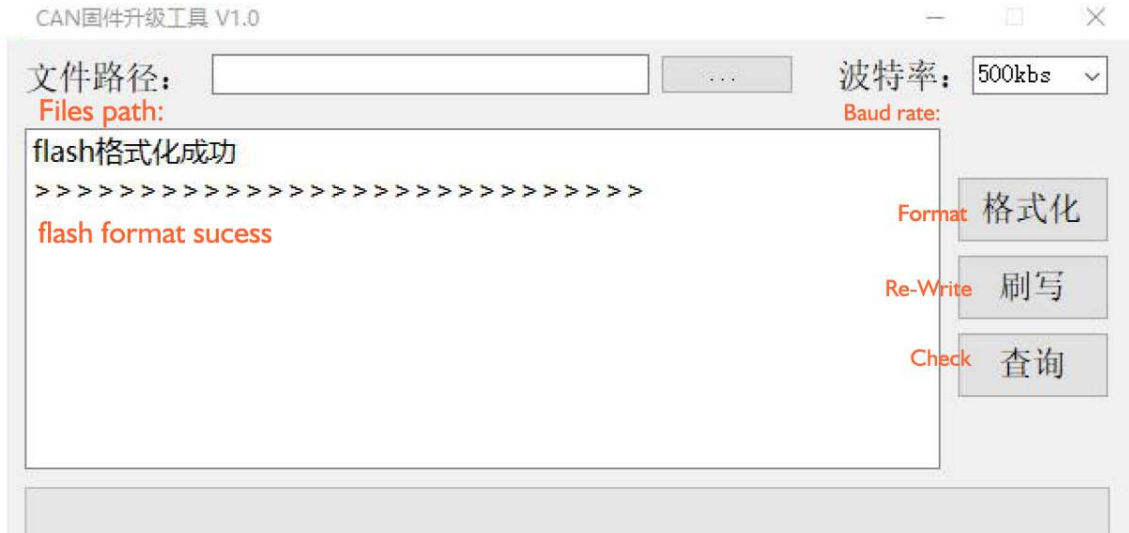 CAN固件升级工具 V1.0
文件路径： ... 波特率： 500kbs
Files path: Baud rate:
flash格式化成功
>>>>>>>>>>>>>>>>>>>>>>>>>>>>>
flash format sucess
Format 格式化
Re-Write 刷写
Check 查询